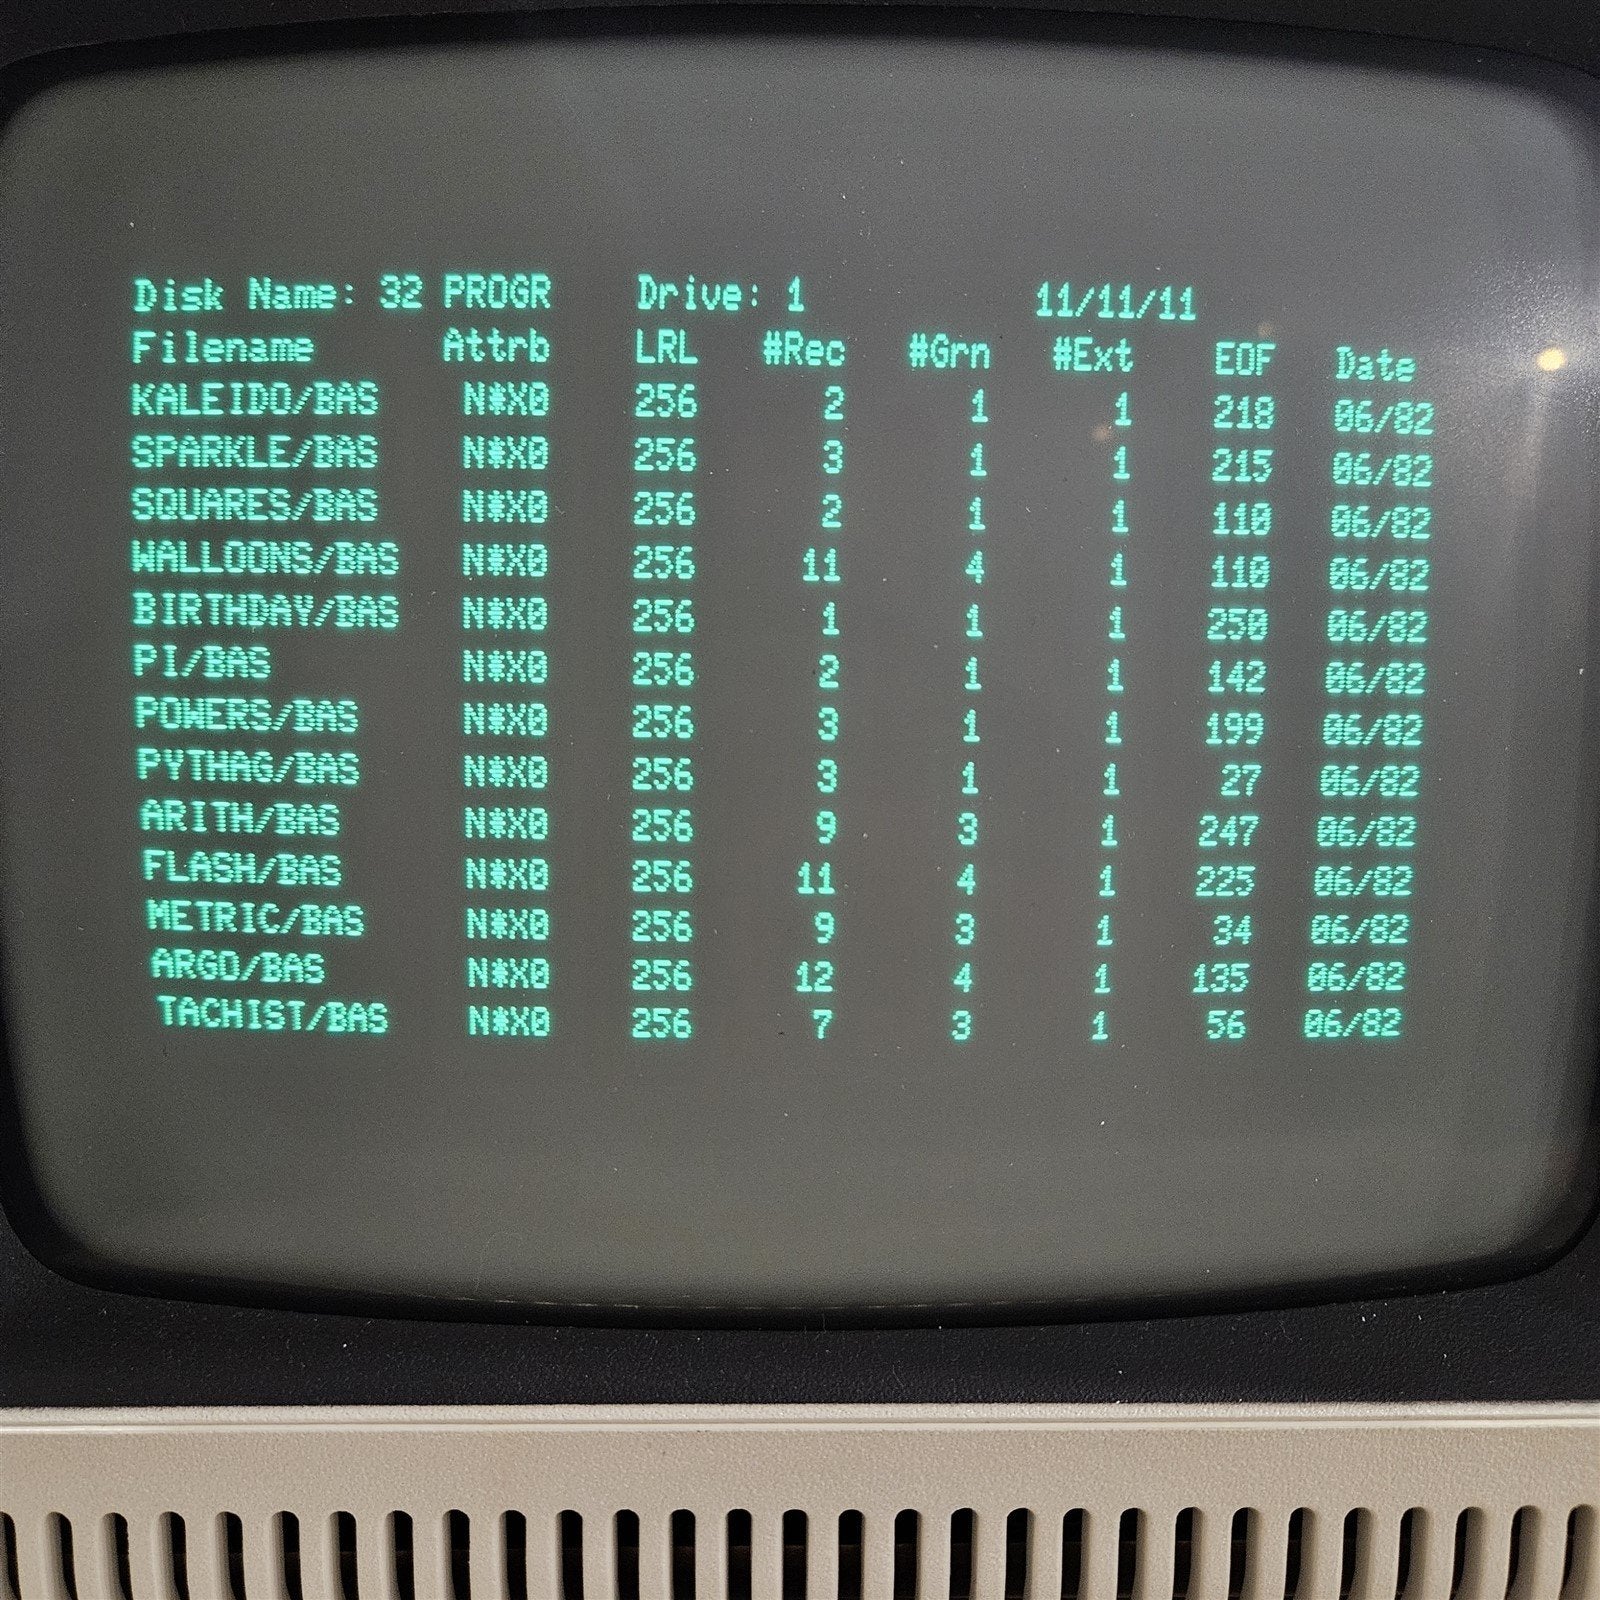 Disk Name: 32 PROGR Drive: 1 11/11/11
Filename Attrb LRL #Rec #Grn #Ext EOF Date
KALEIDO/BAS N*X0 256 2 1 1 218 06/82
SPARKLE/BAS N*X0 256 3 1 1 215 06/82
SQUARES/BAS N*X0 256 2 1 1 110 06/82
WALLOONS/BAS N*X0 256 11 4 1 110 06/82
BIRTHDAY/BAS N*X0 256 1 1 1 250 06/82
PI/BAS N*X0 256 2 1 1 142 06/82
POWERS/BAS N*X0 256 3 1 1 199 06/82
PYTHAG/BAS N*X0 256 3 1 1 27 06/82
ARITH/BAS N*X0 256 9 3 1 247 06/82
FLASH/BAS N*X0 256 11 4 1 225 06/82
METRIC/BAS N*X0 256 9 3 1 34 06/82
ARGO/BAS N*X0 256 12 4 1 135 06/82
TACHIST/BAS N*X0 256 7 3 1 56 06/82